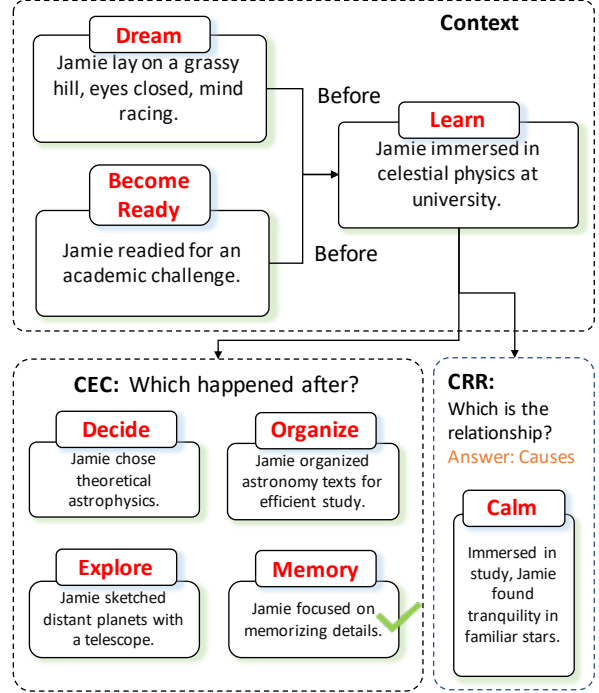 Context
Dream
Jamie lay on a grassy
hill, eyes closed, mind
racing.
Before
Learn
Jamie immersed in
celestial physics at
university.
Become
Ready
Jamie readied for an
academic challenge.
Before
CEC: Which happened after?
Decide
Jamie chose
theoretical
astrophysics.
Organize
Jamie organized
astronomy texts for
efficient study.
Explore
Jamie sketched
distant planets with
a telescope.
Memory
Jamie focused on
memorizing details.
CRR:
Which is the
relationship?
Answer: Causes
Calm
Immersed in
study, Jamie
found
tranquility in
familiar stars.